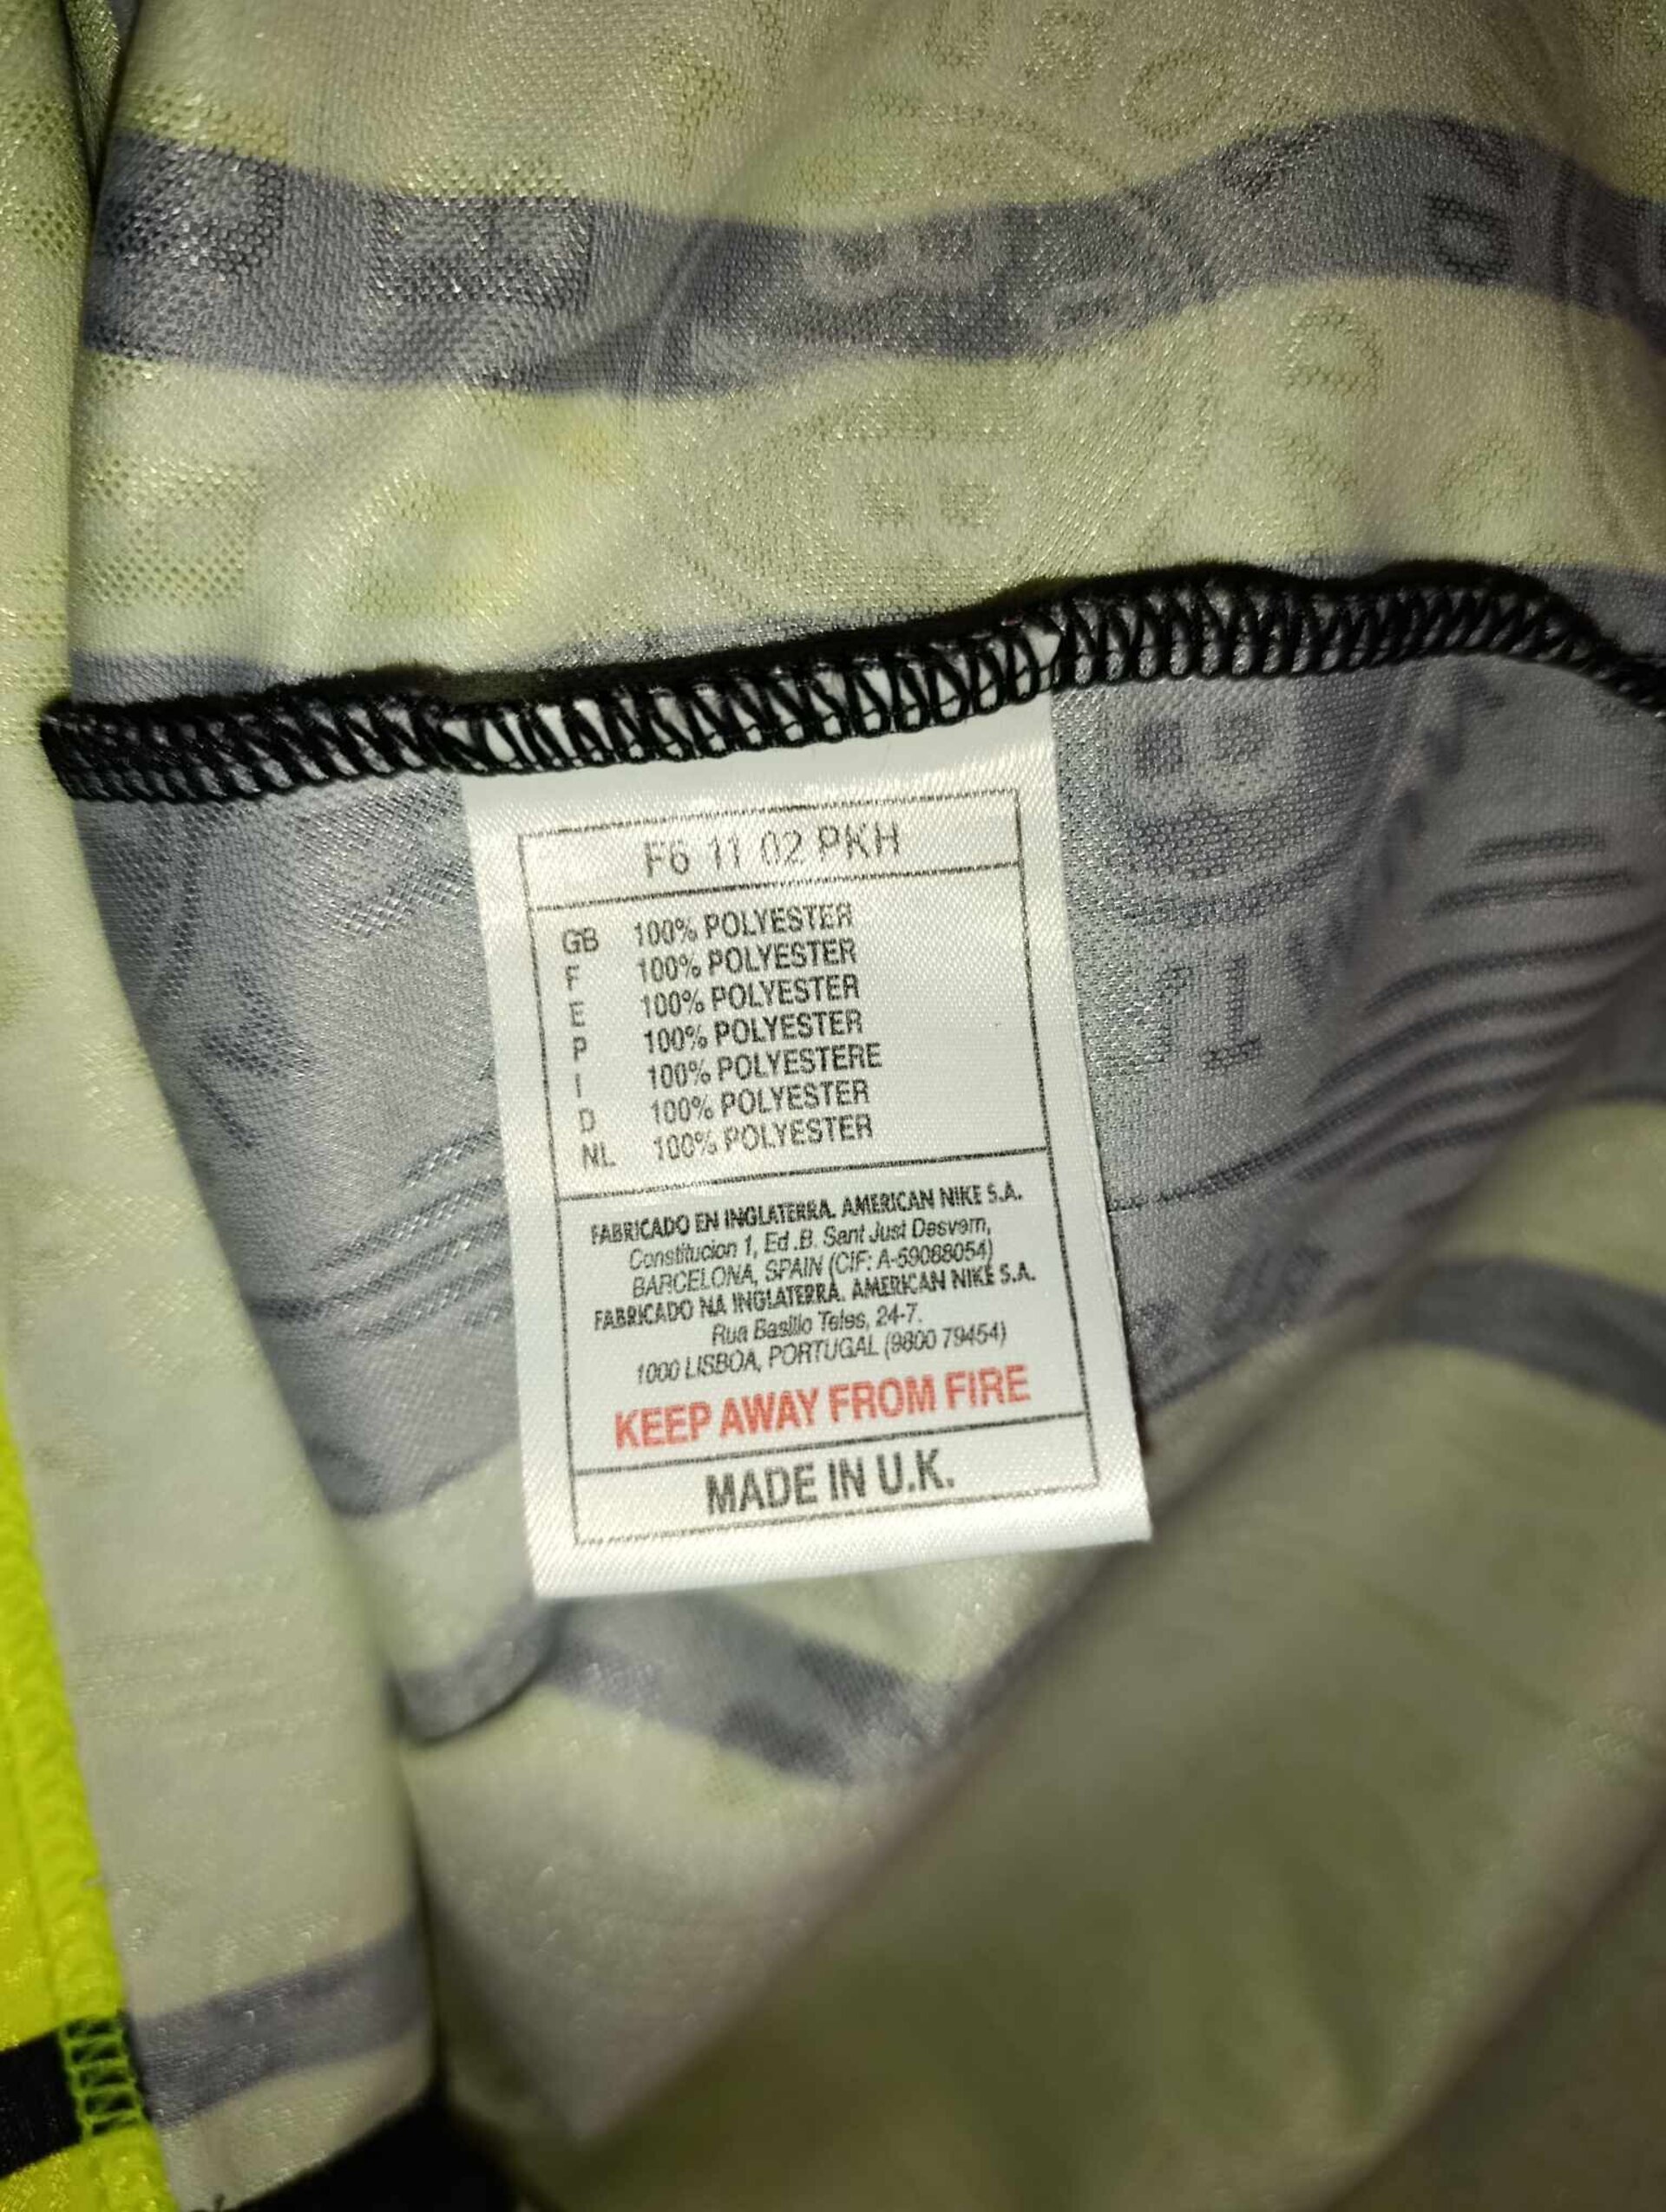 F6 11 02 PKH
GB 100% POLYESTER
F 100% POLYESTER
E 100% POLYESTER
P 100% POLYESTER
I 100% POLYESTERE
D 100% POLYESTER
NL 100% POLYESTER
FABRICADO EN INGLATERRA. AMERICAN NIKE S.A.
Constitucion 1, Ed.B. Sant Just Desvern,
BARCELONA, SPAIN (CIF: A-59088054)
FABRICADO NA INGLATERRA. AMERICAN NIKE S.A.
Rua Basilio Teles, 24-7.
1000 LISBOA, PORTUGAL (9800 79454)
KEEP AWAY FROM FIRE
MADE IN U.K.